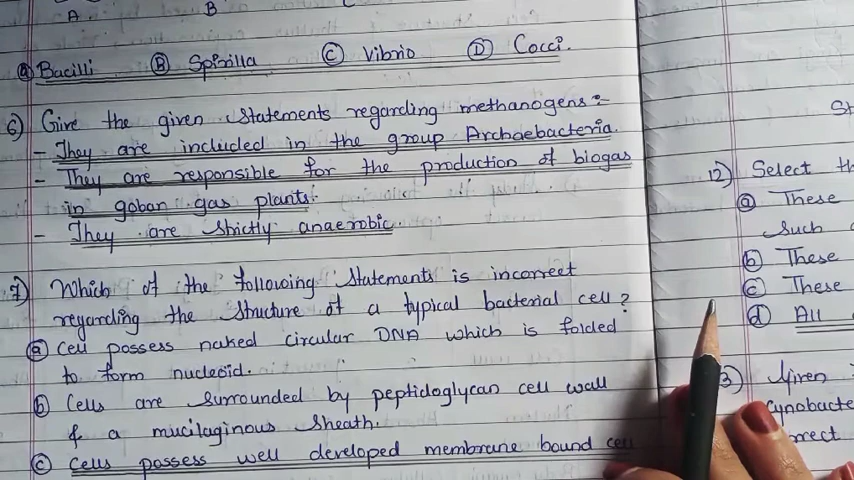 A B
ⓐ Bacilli Ⓑ Spirilla Ⓒ Vibrio Ⓓ Cocci.
6) Give the given statements regarding methanogens:-
- They are included in the group Archaebacteria.
- They are responsible for the production of biogas
in goban gas plants.
- They are strictly anaerobic.
7) Which of the following statements is incorrect
regarding the structure of a typical bacterial cell?
ⓐ Cell possess naked circular DNA which is folded
to form nucleoid.
ⓑ Cells are surrounded by peptidoglycan cell wall
& a mucilaginous sheath.
ⓒ Cells possess well developed membrane bound cell
12) Select
ⓐ These
such
ⓑ These
ⓒ These
ⓓ All
3) Given